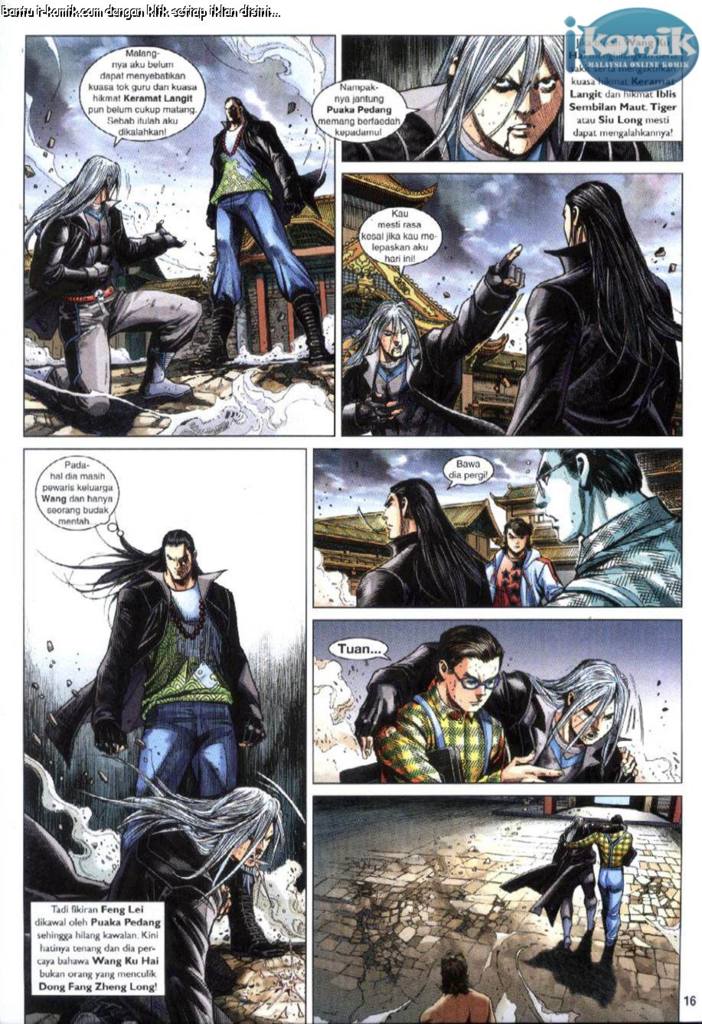 Bantu i-komik.com dengan klik setiap iklan disini...
iKomik
MALAYSIA ONLINE KOMIK
Malang-
nya aku belum
dapat menyebatikan
kuasa tok guru dan kuasa
hikmat Keramat Langit
pun belum cukup matang.
Sebab itulah aku
dikalahkan!
Nampak-
nya jantung
Puaka Pedang
memang berfaedah
kepadamu!
kuasa hikmat Keramat
Langit dan hikmat Iblis
Sembilan Maut. Tiger
atau Siu Long mesti
dapat mengalahkannya!
Kau
mesti rasa
kesal jika kau me-
lepaskan aku
hari ini!
Pada-
hal dia masih
pewaris keluarga
Wang dan hanya
seorang budak
mentah.
Bawa
dia pergi!
Tuan...
Tadi fikiran Feng Lei
dikawal oleh Puaka Pedang
sehingga hilang kawalan. Kini
hatinya tenang dan dia per-
caya bahawa Wang Ku Hai
bukan orang yang menculik
Dong Fang Zheng Long!
16